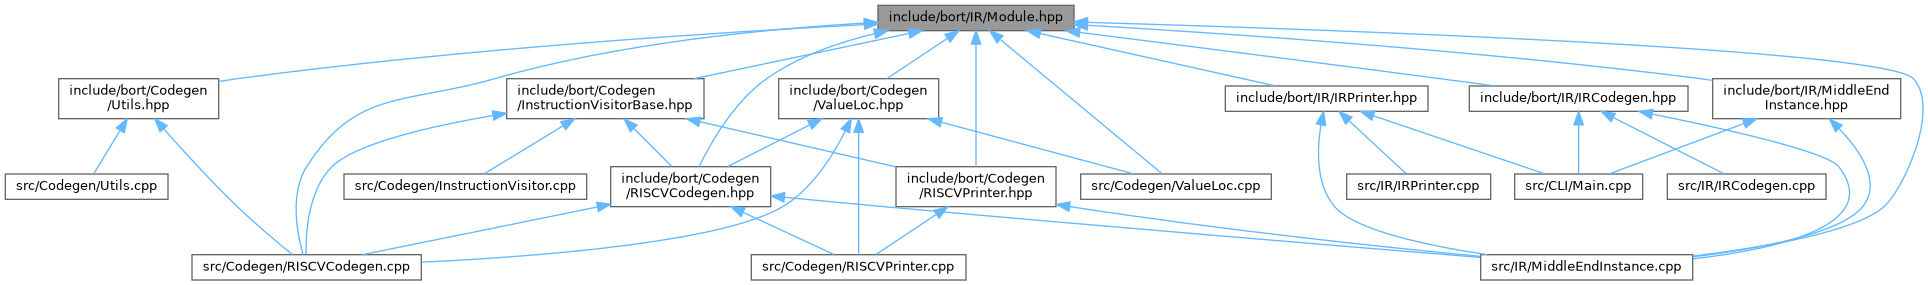 include/bort/IR/Module.hpp
include/bort/Codegen
/Utils.hpp
include/bort/Codegen
/InstructionVisitorBase.hpp
include/bort/Codegen
/ValueLoc.hpp
include/bort/IR/IRPrinter.hpp
include/bort/IR/IRCodegen.hpp
include/bort/IR/MiddleEnd
Instance.hpp
src/Codegen/Utils.cpp
src/Codegen/InstructionVisitor.cpp
include/bort/Codegen
/RISCVCodegen.hpp
include/bort/Codegen
/RISCVPrinter.hpp
src/Codegen/ValueLoc.cpp
src/IR/IRPrinter.cpp
src/CLI/Main.cpp
src/IR/IRCodegen.cpp
src/Codegen/RISCVCodegen.cpp
src/Codegen/RISCVPrinter.cpp
src/IR/MiddleEndInstance.cpp